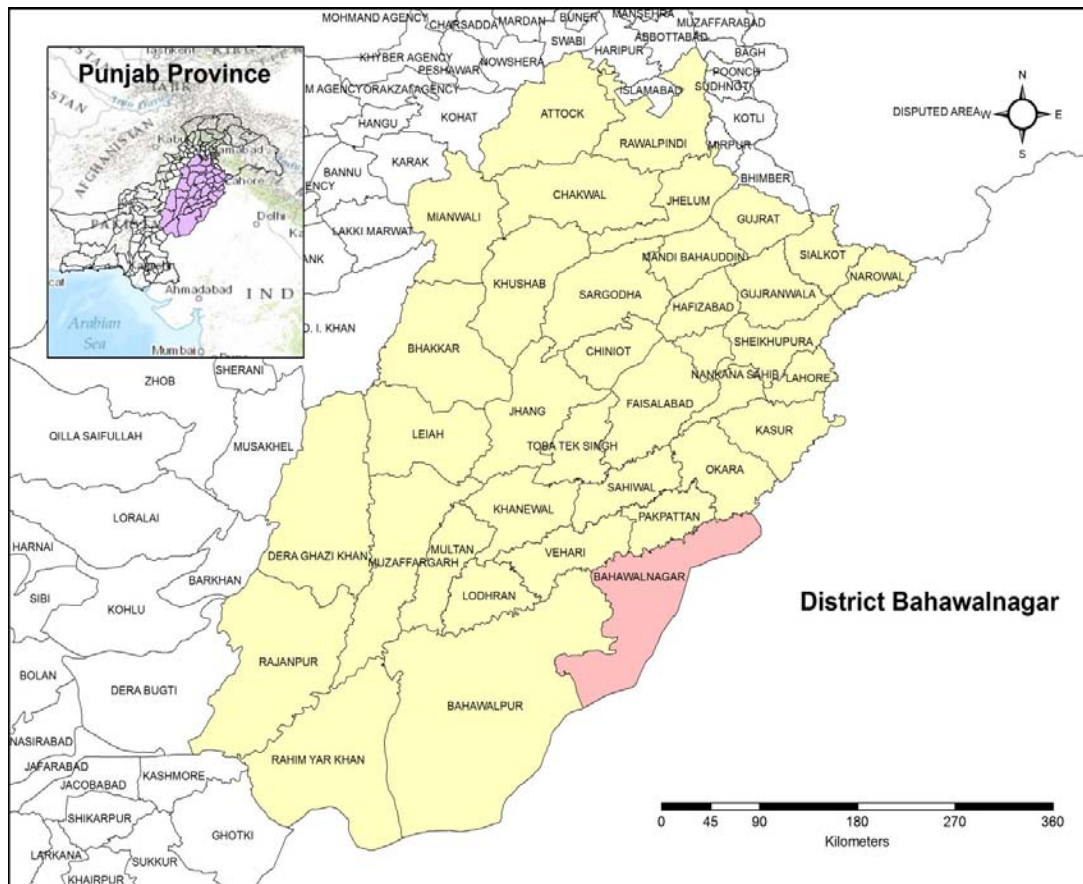 MOHMAND AGENCY
CHARSADDA
MARDAN
BUNER
MANSEHRA
MUZAFFARABAD
ABBOTTABAD
SWABI
HARIPUR
BAGH
KHYBER AGENCY
NOWSHERA
PESHAWAR
POONCH
SUDHNOTI
ISLAMABAD
M AGENCY
ORAKZAI AGENCY
KOHAT
HANGU
ATTOCK
RAWALPINDI
KOTLI
MIRPUR
DISPUTED AREA
N
W
E
S
Punjab Province
AFGHANISTAN
Lahore
Delhi
Ahmadabad
IND
Arabian
Sea
Mumbai
KARAK
BANNU
ENCY
BHIMBER
CHAKWAL
JHELUM
MIANWALI
GUJRAT
LAKKI MARWAT
ANK
MANDI BAHAUDDIN
SIALKOT
NAROWAL
KHUSHAB
SARGODHA
HAFIZABAD
GUJRANWALA
D. I. KHAN
BHAKKAR
CHINIOT
SHEIKHUPURA
SHERANI
ZHOB
NANKANA SAHIB
LAHORE
FAISALABAD
JHANG
LEIAH
QILLA SAIFULLAH
MUSAKHEL
TOBA TEK SINGH
KASUR
OKARA
SAHIWAL
LORALAI
KHANEWAL
PAKPATTAN
HARNAI
DERA GHAZI KHAN
MUZAFFARGARH
MULTAN
VEHARI
BARKHAN
BAHAWALNAGAR
SIBI
KOHLU
LODHRAN
District Bahawalnagar
RAJANPUR
BOLAN
DERA BUGTI
BAHAWALPUR
NASIRABAD
RAHIM YAR KHAN
JAFARABAD
KASHMORE
JACOBABAD
SHIKARPUR
GHOTKI
LARKANA
SUKKUR
KHAIRPUR
0 45 90 180 270 360
Kilometers